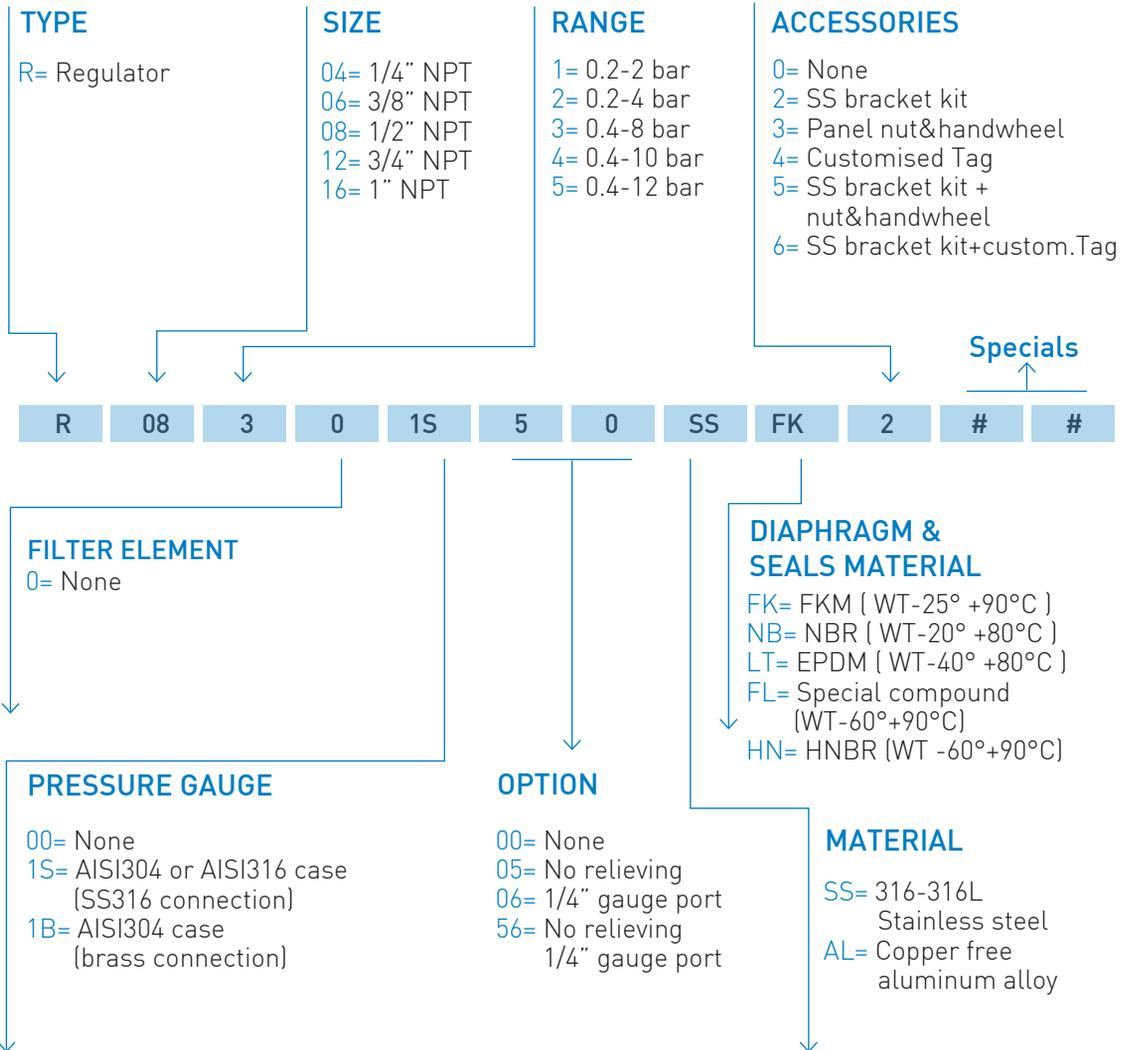 TYPE
R= Regulator
SIZE
04= 1/4” NPT
06= 3/8” NPT
08= 1/2” NPT
12= 3/4” NPT
16= 1” NPT
RANGE
1= 0.2-2 bar
2= 0.2-4 bar
3= 0.4-8 bar
4= 0.4-10 bar
5= 0.4-12 bar
ACCESSORIES
0= None
2= SS bracket kit
3= Panel nut&handwheel
4= Customised Tag
5= SS bracket kit +
nut&handwheel
6= SS bracket kit+custom.Tag
Specials
R 08 3 0 1S 5 0 SS FK 2 # #
FILTER ELEMENT
0= None
DIAPHRAGM &
SEALS MATERIAL
FK= FKM ( WT-25° +90°C )
NB= NBR ( WT-20° +80°C )
LT= EPDM ( WT-40° +80°C )
FL= Special compound
(WT-60°+90°C)
HN= HNBR (WT -60°+90°C)
PRESSURE GAUGE
00= None
1S= AISI304 or AISI316 case
(SS316 connection)
1B= AISI304 case
(brass connection)
OPTION
00= None
05= No relieving
06= 1/4” gauge port
56= No relieving
1/4” gauge port
MATERIAL
SS= 316-316L
Stainless steel
AL= Copper free
aluminum alloy